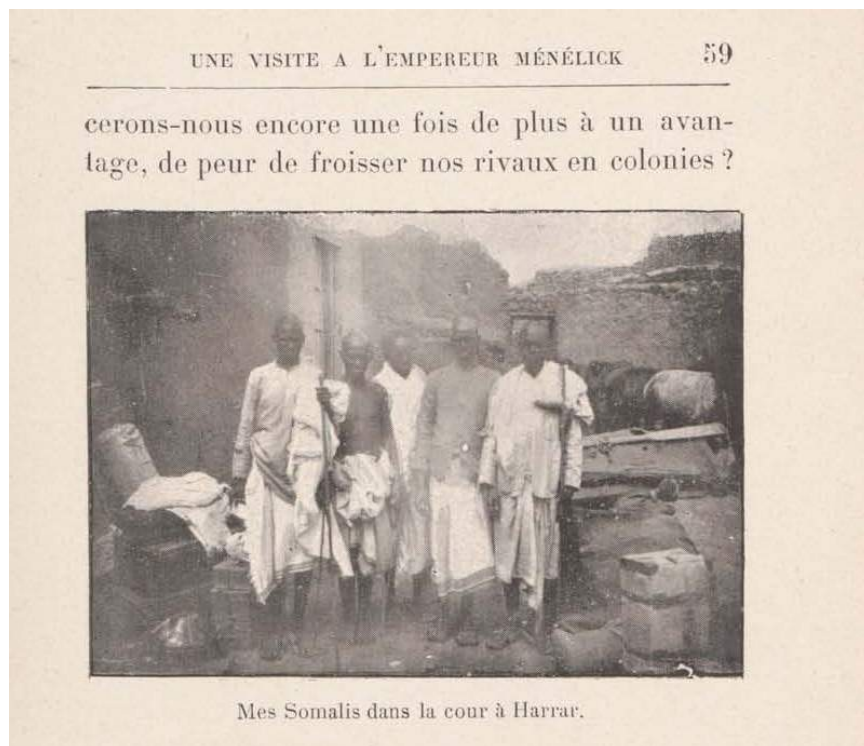 UNE VISITE A L'EMPEREUR MÉNÉLICK 59
cerons-nous encore une fois de plus à un avan-
tage, de peur de froisser nos rivaux en colonies ?
Mes Somalis dans la cour à Harrar.